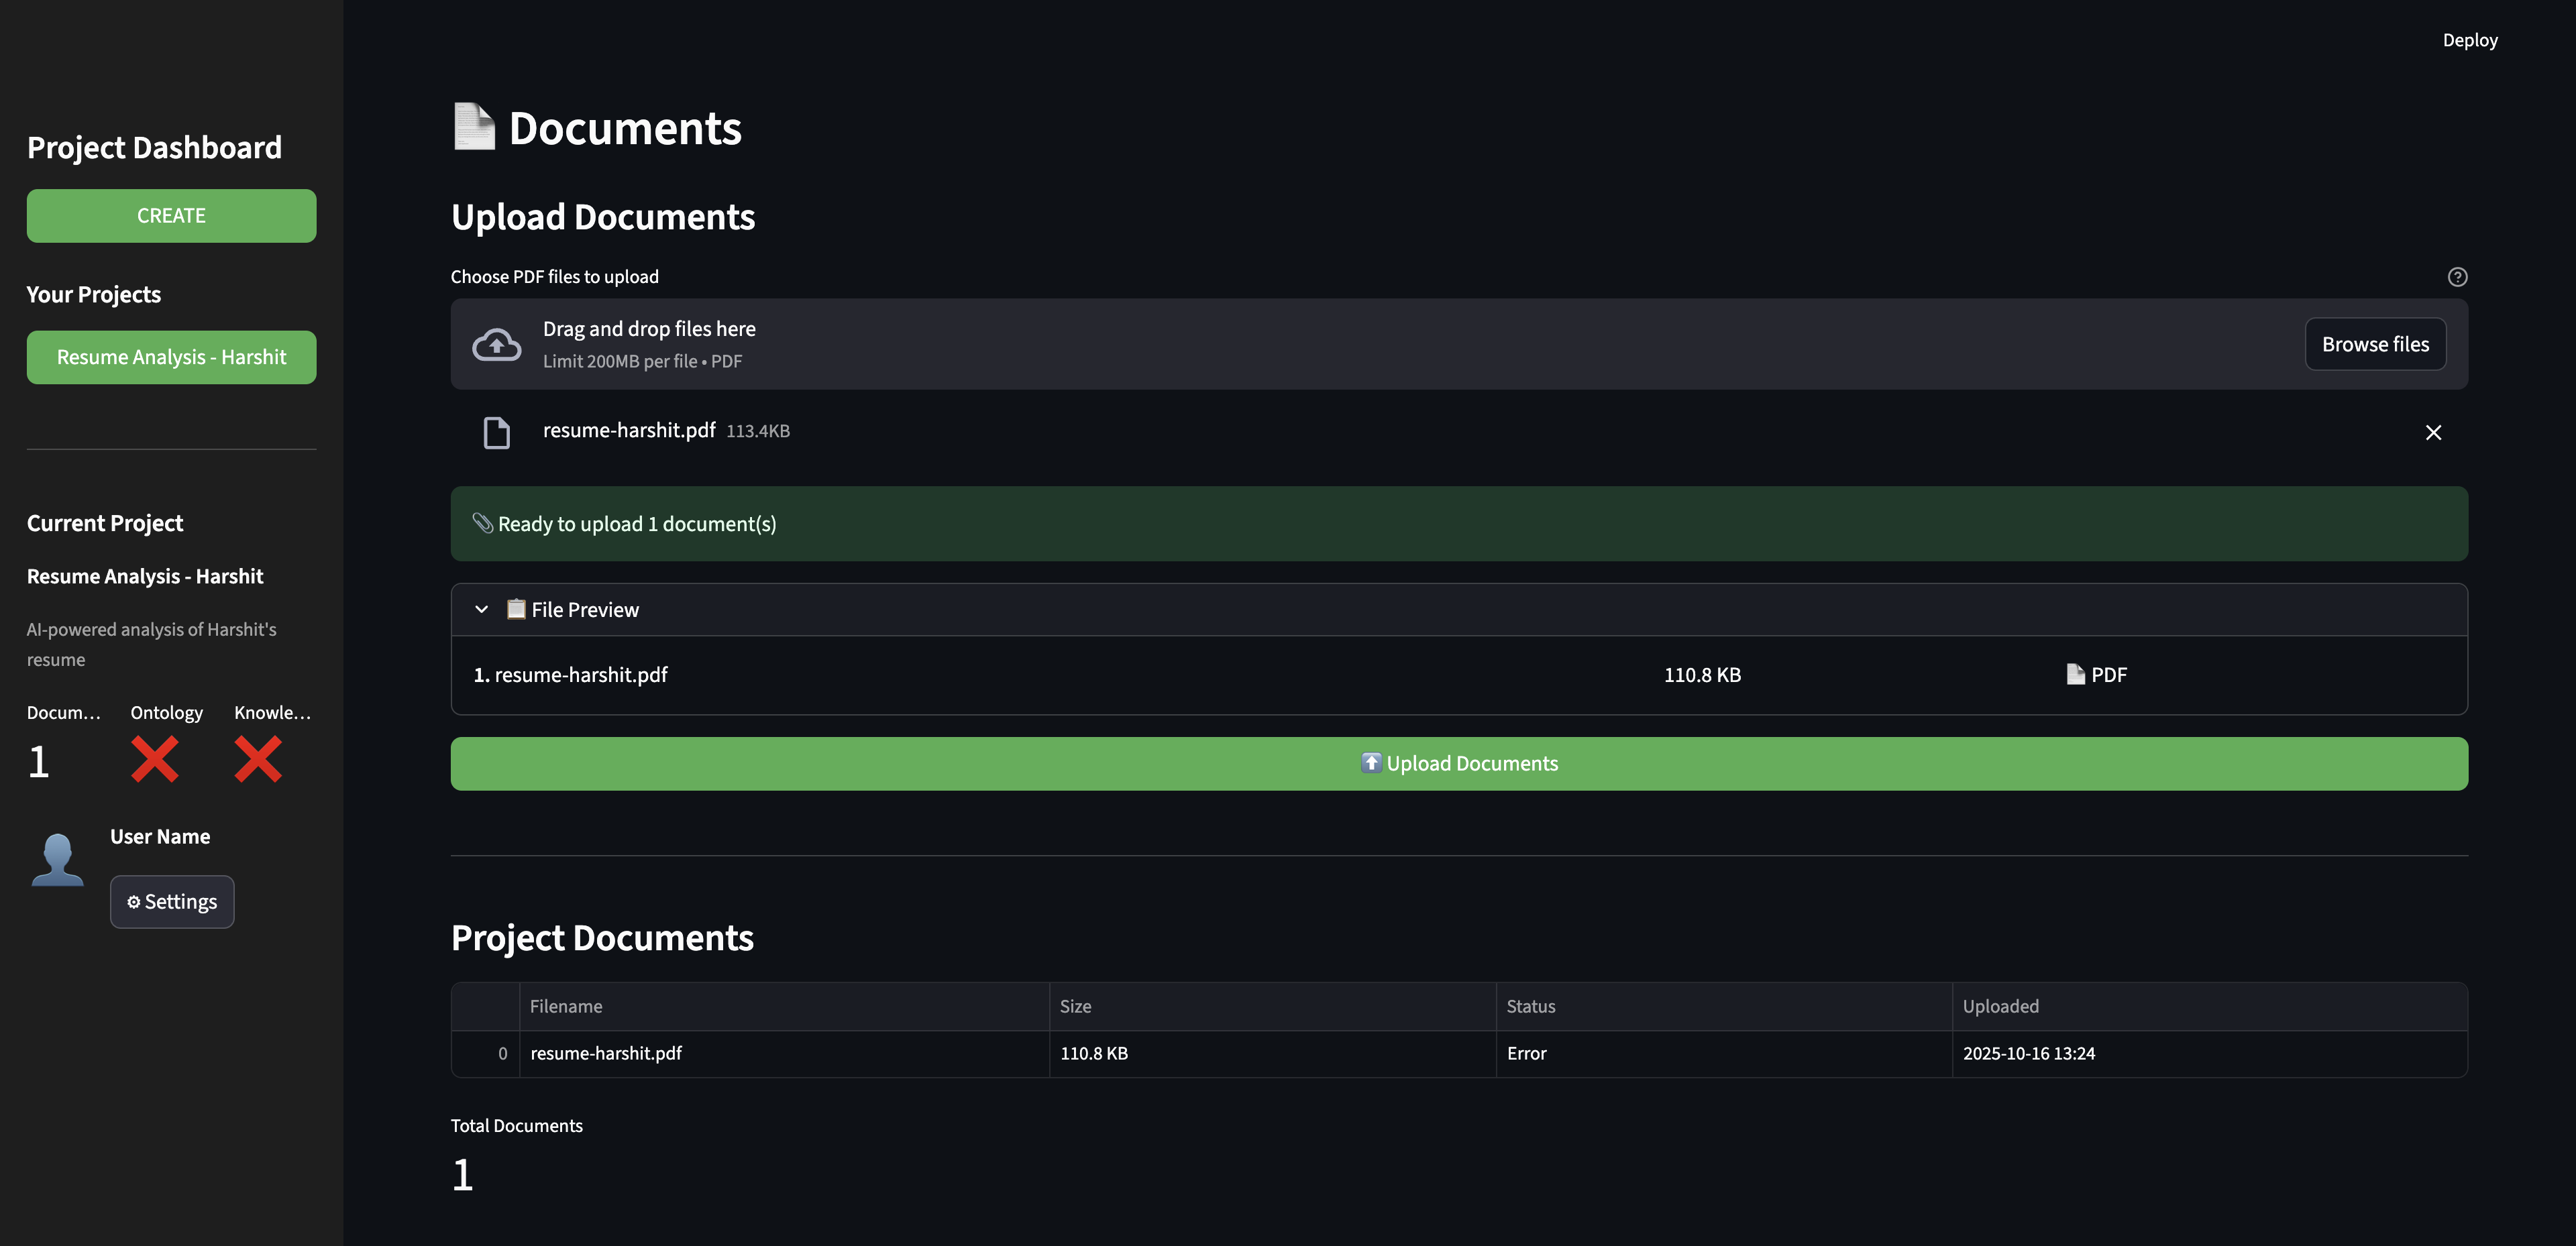 Deploy
Project Dashboard
CREATE
Your Projects
Resume Analysis - Harshit
Current Project
Resume Analysis - Harshit
AI-powered analysis of Harshit's
resume
Docum… Ontology Knowle…
1 ❌ ❌
User Name
⚙ Settings
📄 Documents
Upload Documents
Choose PDF files to upload
Drag and drop files here
Limit 200MB per file • PDF
Browse files
resume-harshit.pdf 113.4KB
📎 Ready to upload 1 document(s)
📋 File Preview
1. resume-harshit.pdf 110.8 KB 📄 PDF
⬆️ Upload Documents
Project Documents
Filename Size Status Uploaded
0 resume-harshit.pdf 110.8 KB Error 2025-10-16 13:24
Total Documents
1